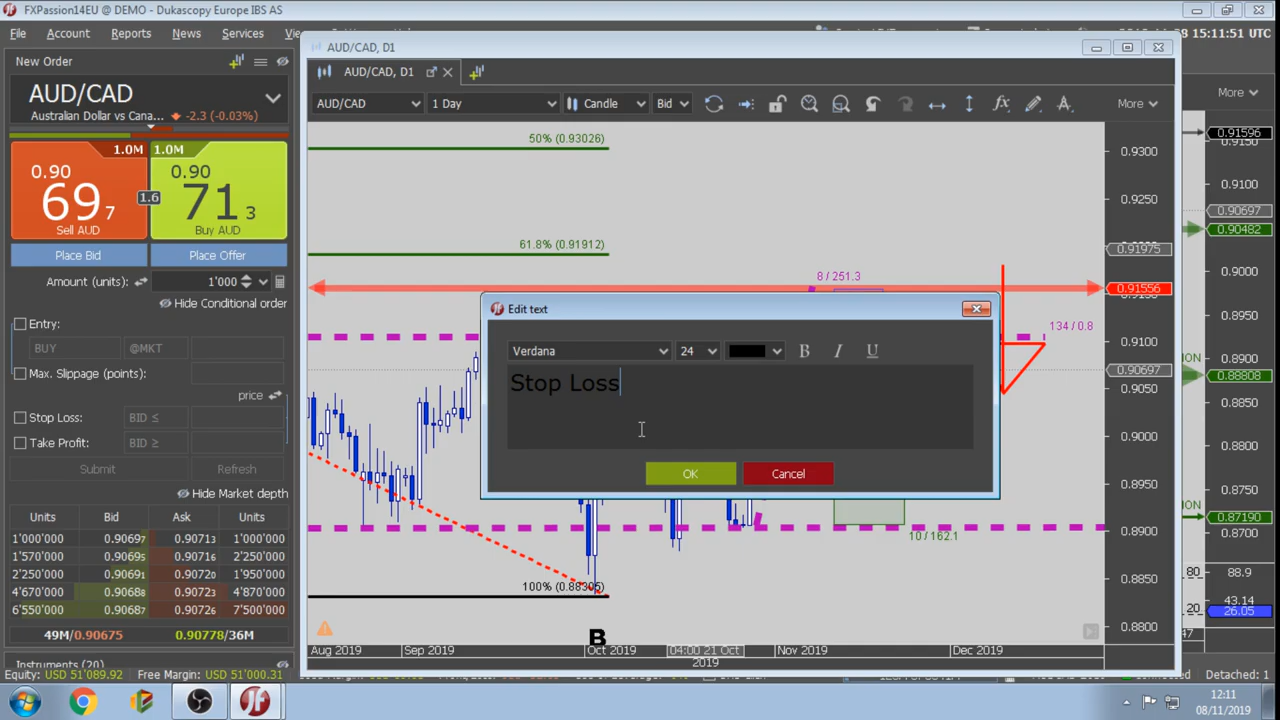 FXPassion14EU @ DEMO - Dukascopy Europe IBS AS
File Account Reports News Services
15:11:51 UTC
New Order
AUD/CAD
Australian Dollar vs Cana... -2.3 (-0.03%)
1.0M 1.0M
0.90 0.90
69 7 1.6 71 3
Sell AUD Buy AUD
Place Bid Place Offer
Amount (units): 1'000
Hide Conditional order
Entry:
BUY @MKT
Max. Slippage (points):
price
Stop Loss: BID ≤
Take Profit: BID ≥
Submit Refresh
Hide Market depth
Units Bid Ask Units
1'000'000 0.90697 0.90713 1'000'000
1'570'000 0.90695 0.90716 2'250'000
2'250'000 0.90691 0.90720 1'950'000
4'670'000 0.90688 0.90723 4'870'000
6'550'000 0.90687 0.90726 7'500'000
49M/0.90675 0.90778/36M
Instruments (20)
Equity: USD 51'089.92 Free Margin: USD 51'000.31
AUD/CAD, D1
AUD/CAD, D1
AUD/CAD 1 Day Candle Bid More
50% (0.93026)
61.8% (0.91912)
8 / 251.3
134 / 0.8
10 / 162.1
100% (0.88305)
B
Edit text
Verdana 24 B I U
Stop Loss
OK Cancel
0.9300
0.9250
0.9200
0.91975
0.91556
0.9100
0.90697
0.9050
0.9000
0.8950
0.8900
0.8850
0.8800
Aug 2019 Sep 2019 Oct 2019 04:00 21 Oct Nov 2019 Dec 2019
2019
More
0.91596
0.9150
0.9100
0.90697
0.90482
0.9000
0.8950
0.8900
0.88808
0.8850
0.8800
0.8750
0.87190
0.8700
80 88.9
43.14
20 26.05
Detached: 1
12:11
08/11/2019